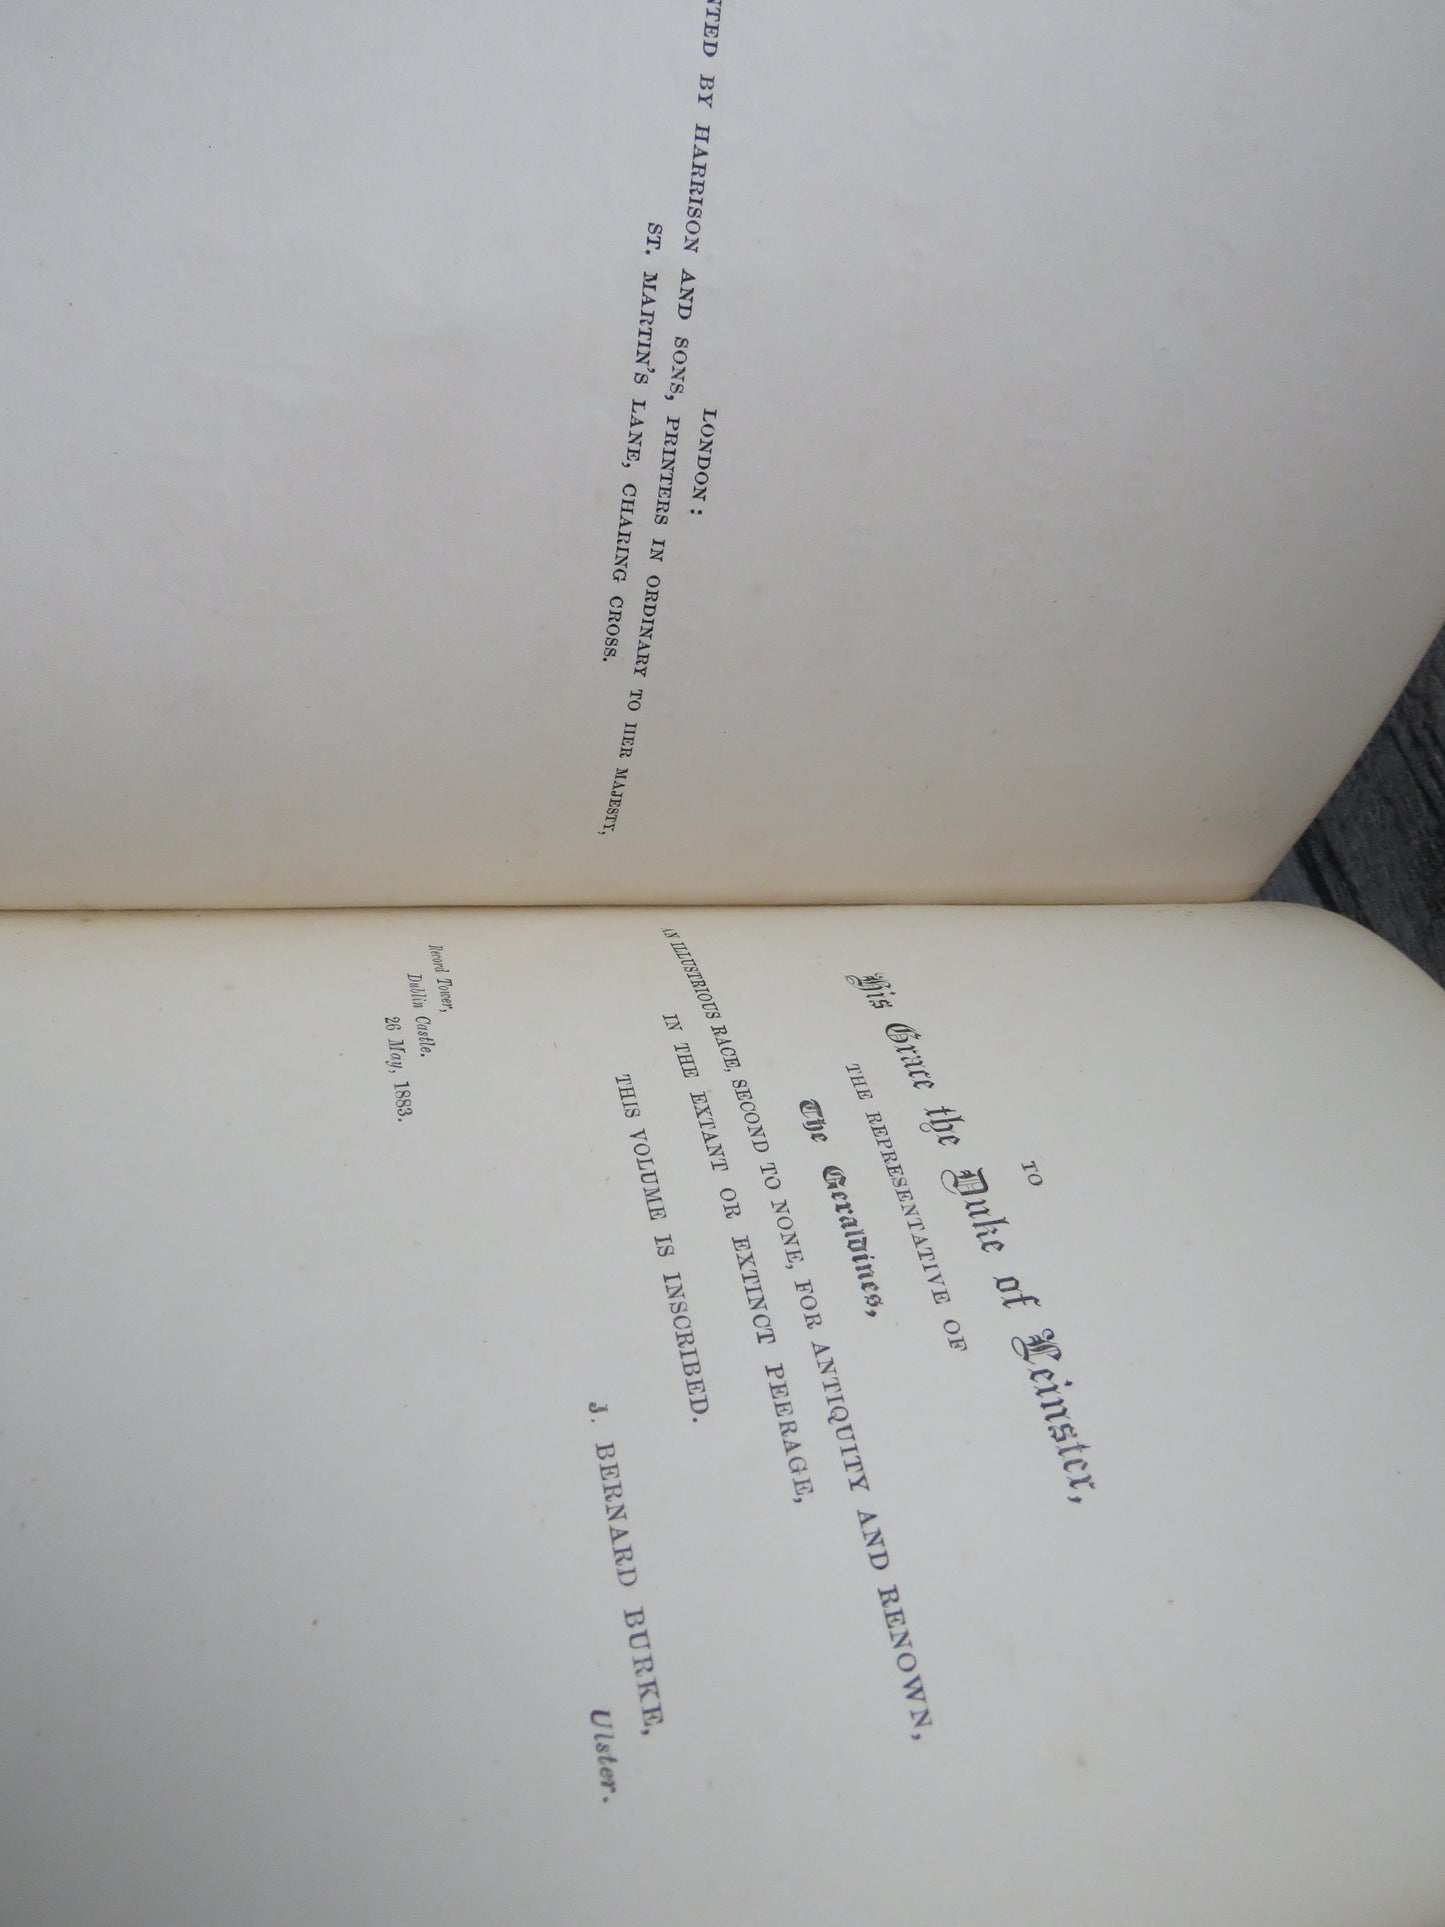 LONDON:
NTED BY HARRISON AND SONS, PRINTERS IN ORDINARY TO HER MAJESTY,
ST. MARTIN'S LANE, CHARING CROSS.
TO
His Grace the Duke of Leinster,
THE REPRESENTATIVE OF
The Geraldines,
AN ILLUSTRIOUS RACE, SECOND TO NONE, FOR ANTIQUITY AND RENOWN,
IN THE EXTANT OR EXTINCT PEERAGE,
THIS VOLUME IS INSCRIBED.
J. BERNARD BURKE,
Ulster.
Record Tower,
Dublin Castle.
26 May, 1883.